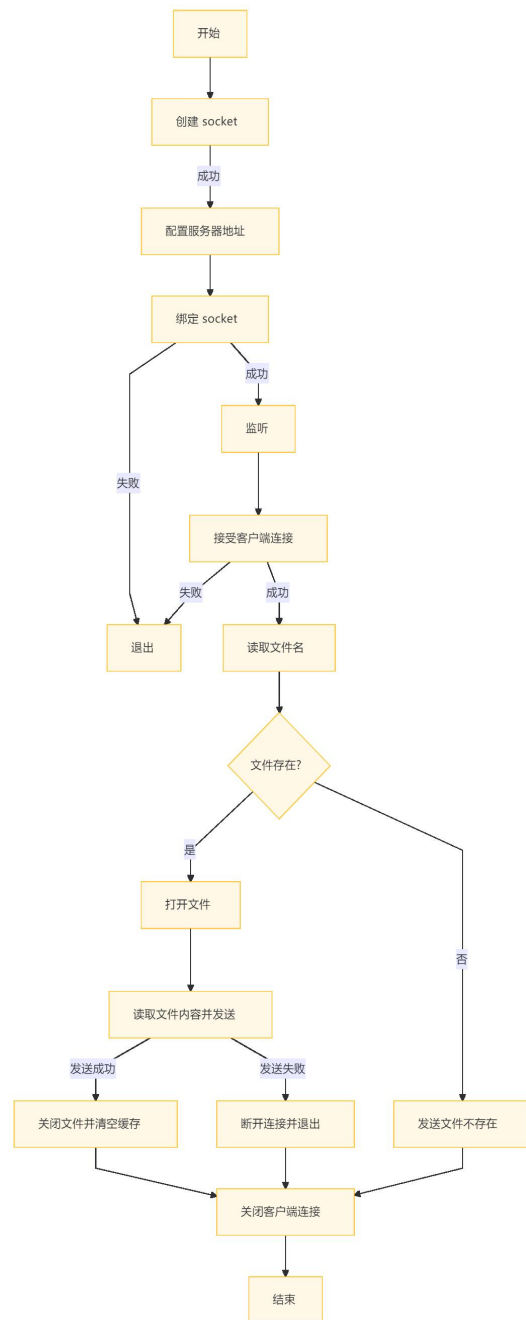 开始
创建 socket
成功
配置服务器地址
绑定 socket
成功
监听
失败
接受客户端连接
失败
成功
退出
读取文件名
文件存在?
是
打开文件
否
读取文件内容并发送
发送成功
发送失败
关闭文件并清空缓存
断开连接并退出
发送文件不存在
关闭客户端连接
结束